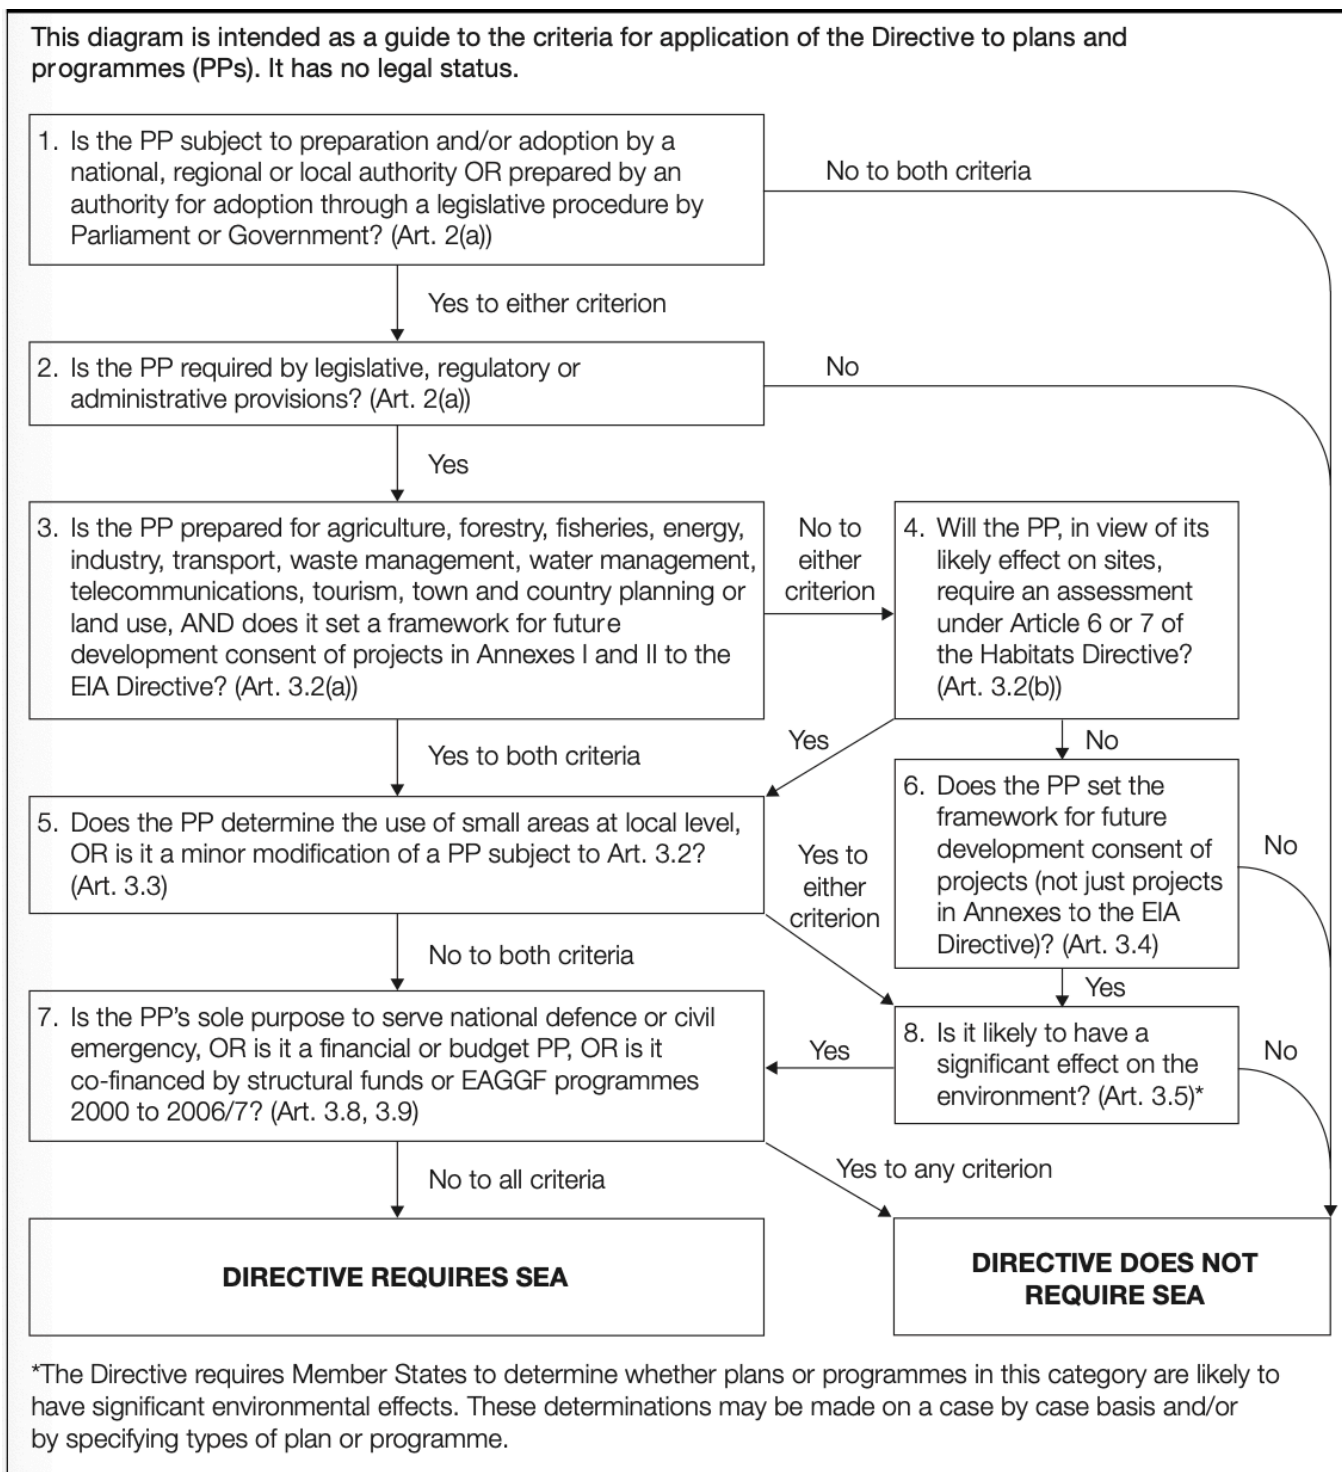 This diagram is intended as a guide to the criteria for application of the Directive to plans and
programmes (PPs). It has no legal status.
1. Is the PP subject to preparation and/or adoption by a
national, regional or local authority OR prepared by an
authority for adoption through a legislative procedure by
Parliament or Government? (Art. 2(a))
No to both criteria
Yes to either criterion
2. Is the PP required by legislative, regulatory or
administrative provisions? (Art. 2(a))
No
Yes
3. Is the PP prepared for agriculture, forestry, fisheries, energy,
industry, transport, waste management, water management,
telecommunications, tourism, town and country planning or
land use, AND does it set a framework for future
development consent of projects in Annexes I and II to the
EIA Directive? (Art. 3.2(a))
No to
either
criterion
4. Will the PP, in view of its
likely effect on sites,
require an assessment
under Article 6 or 7 of
the Habitats Directive?
(Art. 3.2(b))
Yes to both criteria
Yes
No
5. Does the PP determine the use of small areas at local level,
OR is it a minor modification of a PP subject to Art. 3.2?
(Art. 3.3)
Yes to
either
criterion
6. Does the PP set the
framework for future
development consent of
projects (not just projects
in Annexes to the EIA
Directive)? (Art. 3.4)
No
No to both criteria
Yes
7. Is the PP's sole purpose to serve national defence or civil
emergency, OR is it a financial or budget PP, OR is it
co-financed by structural funds or EAGGF programmes
2000 to 2006/7? (Art. 3.8, 3.9)
Yes
8. Is it likely to have a
significant effect on the
environment? (Art. 3.5)*
No
No to all criteria
Yes to any criterion
DIRECTIVE REQUIRES SEA
DIRECTIVE DOES NOT
REQUIRE SEA
*The Directive requires Member States to determine whether plans or programmes in this category are likely to
have significant environmental effects. These determinations may be made on a case by case basis and/or
by specifying types of plan or programme.